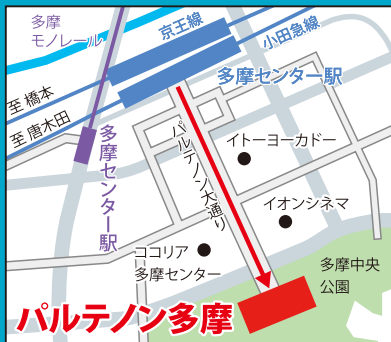 多摩
モノレール
京王線
小田急線
多摩センター駅
至 橋本
至 唐木田
多摩センター駅
パルテノン大通り
イトーヨーカドー
イオンシネマ
ココリア
多摩センター
多摩中央
公園
パルテノン多摩